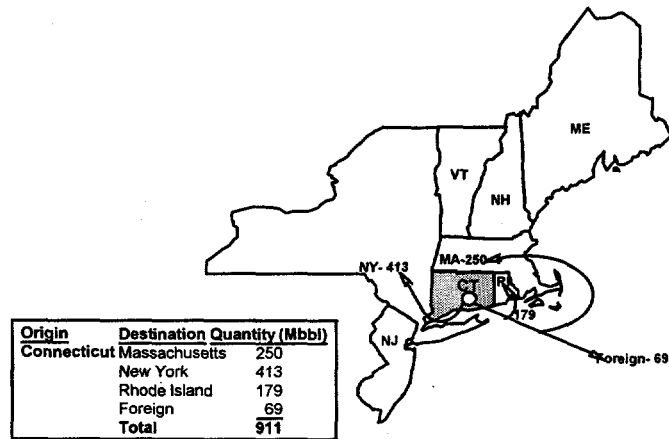 ME
VT
NH
MA-250
NY- 413
CT
R
179
NJ
Foreign- 69
Origin Destination Quantity (Mbbl)
Connecticut Massachusetts 250
New York 413
Rhode Island 179
Foreign 69
Total 911